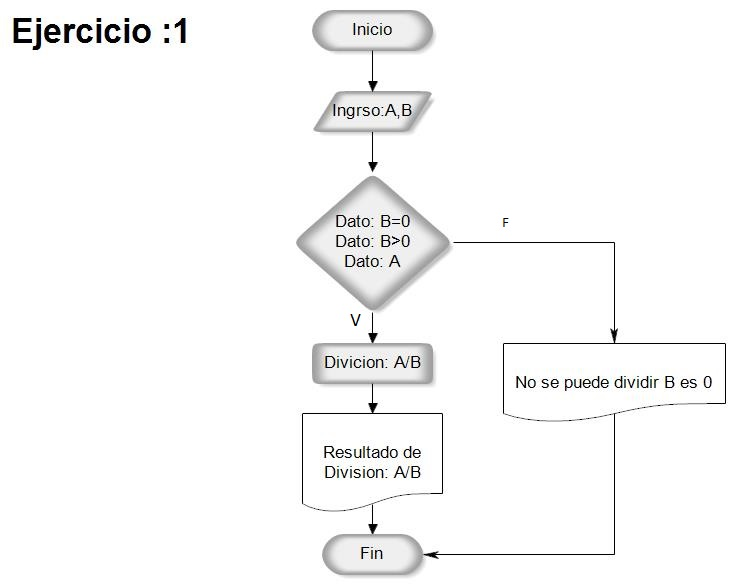 Ejercicio :1
Inicio
Ingrso:A,B
Dato: B=0
Dato: B>0
Dato: A
F
V
Divicion: A/B
No se puede dividir B es 0
Resultado de
Division: A/B
Fin